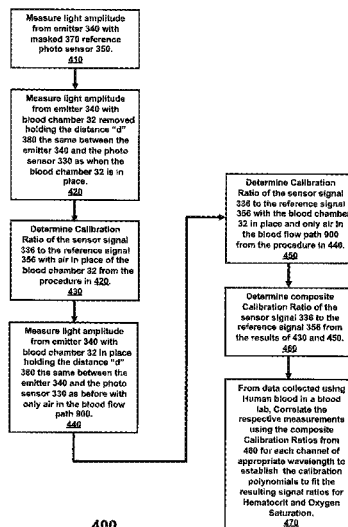 Measure light amplitude
from emitter 340 with
masked 370 reference
photo sensor 350.
410
Measure light amplitude
from emitter 340 with
blood chamber 32 removed
holding the distance "d"
380 the same between the
emitter 340 and the photo
sensor 330 as when the
blood chamber 32 is in
place.
420
Determine Calibration
Ratio of the sensor signal
336 to the reference signal
356 with air in place of the
blood chamber 32 from the
procedure in 420.
430
Measure light amplitude
from emitter 340 with
blood chamber 32 in place
holding the distance "d"
380 the same between the
emitter 340 and the photo
sensor 330 as before with
only air in the blood flow
path 900.
440
Determine Calibration
Ratio of the sensor signal
336 to the reference signal
356 with the blood chamber
32 in place and only air in
the blood flow path 900
from the procedure in 440.
450
Determine composite
Calibration Ratio of the
sensor signal 336 to the
reference signal 356 from
the results of 430 and 450.
460
From data collected using
Human blood in a blood
lab, Correlate the
respective measurements
using the composite
Calibration Ratios from
460 for each channel of
appropriate wavelength to
establish the calibration
polynomials to fit the
resulting signal ratios for
Hematocrit and Oxygen
Saturation.
470
400